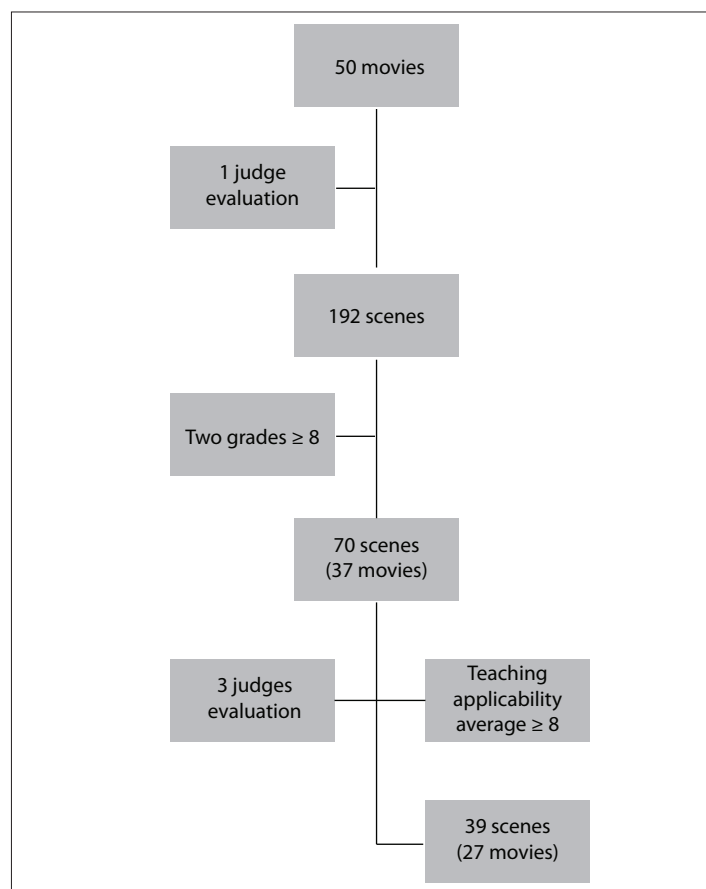 50 movies
1 judge
evaluation
192 scenes
Two grades ≥ 8
70 scenes
(37 movies)
3 judges
evaluation
Teaching
applicability
average ≥ 8
39 scenes
(27 movies)